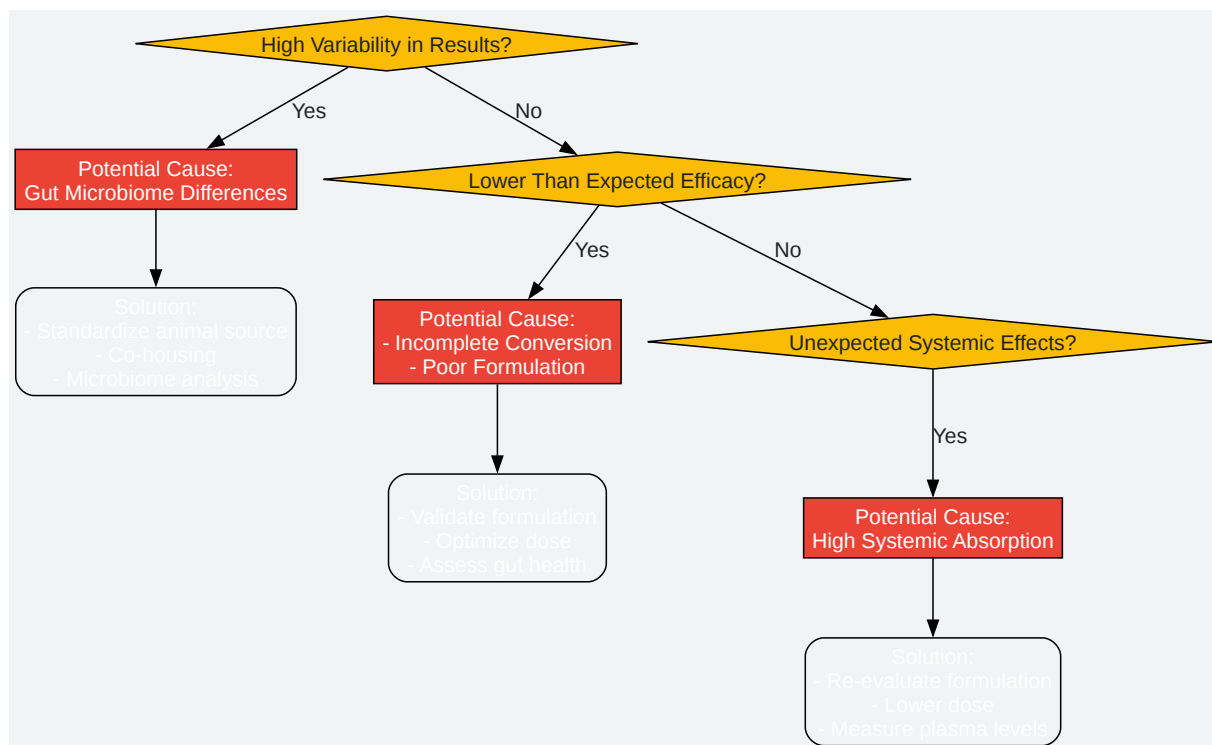 High Variability in Results?
Yes
No
Potential Cause:
Gut Microbiome Differences
Lower Than Expected Efficacy?
Solution:
- Standardize animal source
- Co-housing
- Microbiome analysis
Yes
No
Potential Cause:
- Incomplete Conversion
- Poor Formulation
Unexpected Systemic Effects?
Solution:
- Validate formulation
- Optimize dose
- Assess gut health
Yes
Potential Cause:
High Systemic Absorption
Solution:
- Re-evaluate formulation
- Lower dose
- Measure plasma levels